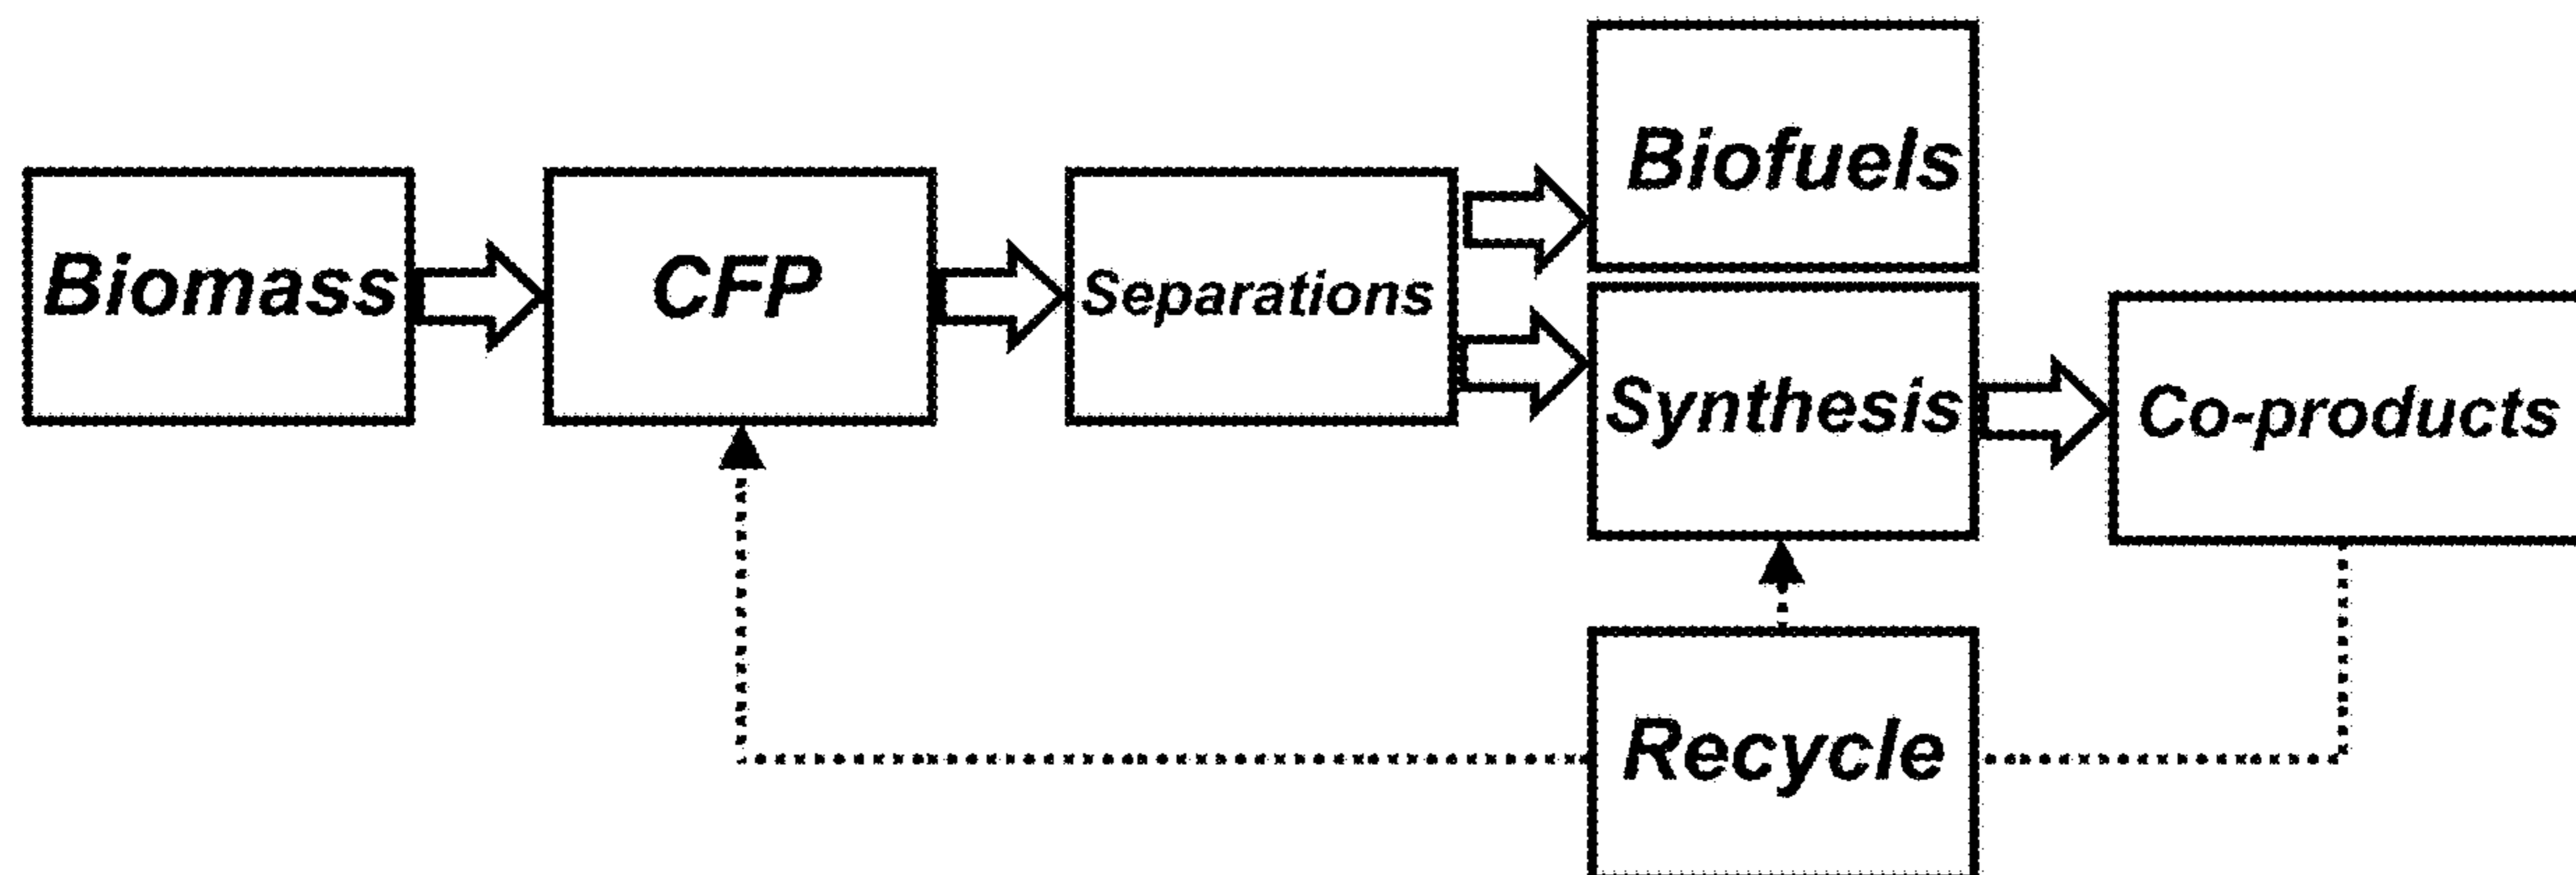 Biomass
CFP
Separations
Biofuels
Synthesis
Co-products
Recycle